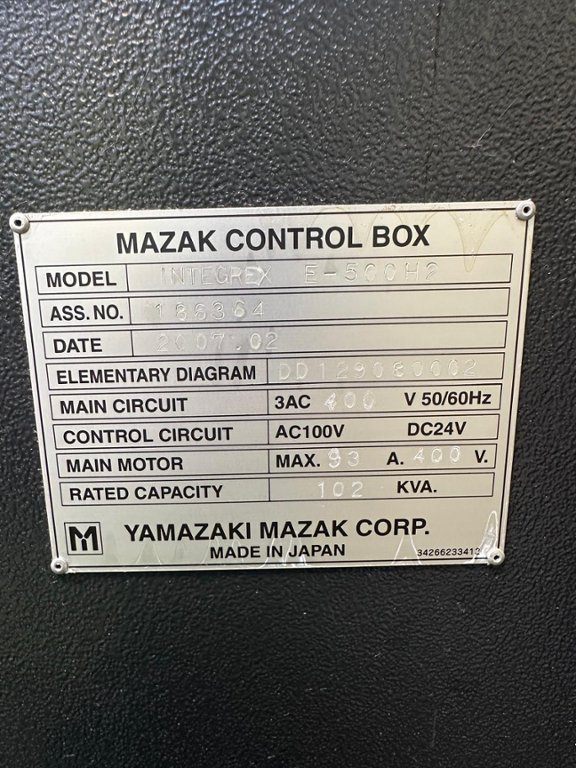 MAZAK CONTROL BOX
MODEL INTEGREX E-500H2
ASS. NO. 186364
DATE 2007.02
ELEMENTARY DIAGRAM DD129080002
MAIN CIRCUIT 3AC 400 V 50/60Hz
CONTROL CIRCUIT AC100V DC24V
MAIN MOTOR MAX. 93 A. 400 V.
RATED CAPACITY 102 KVA.
M YAMAZAKI MAZAK CORP.
MADE IN JAPAN